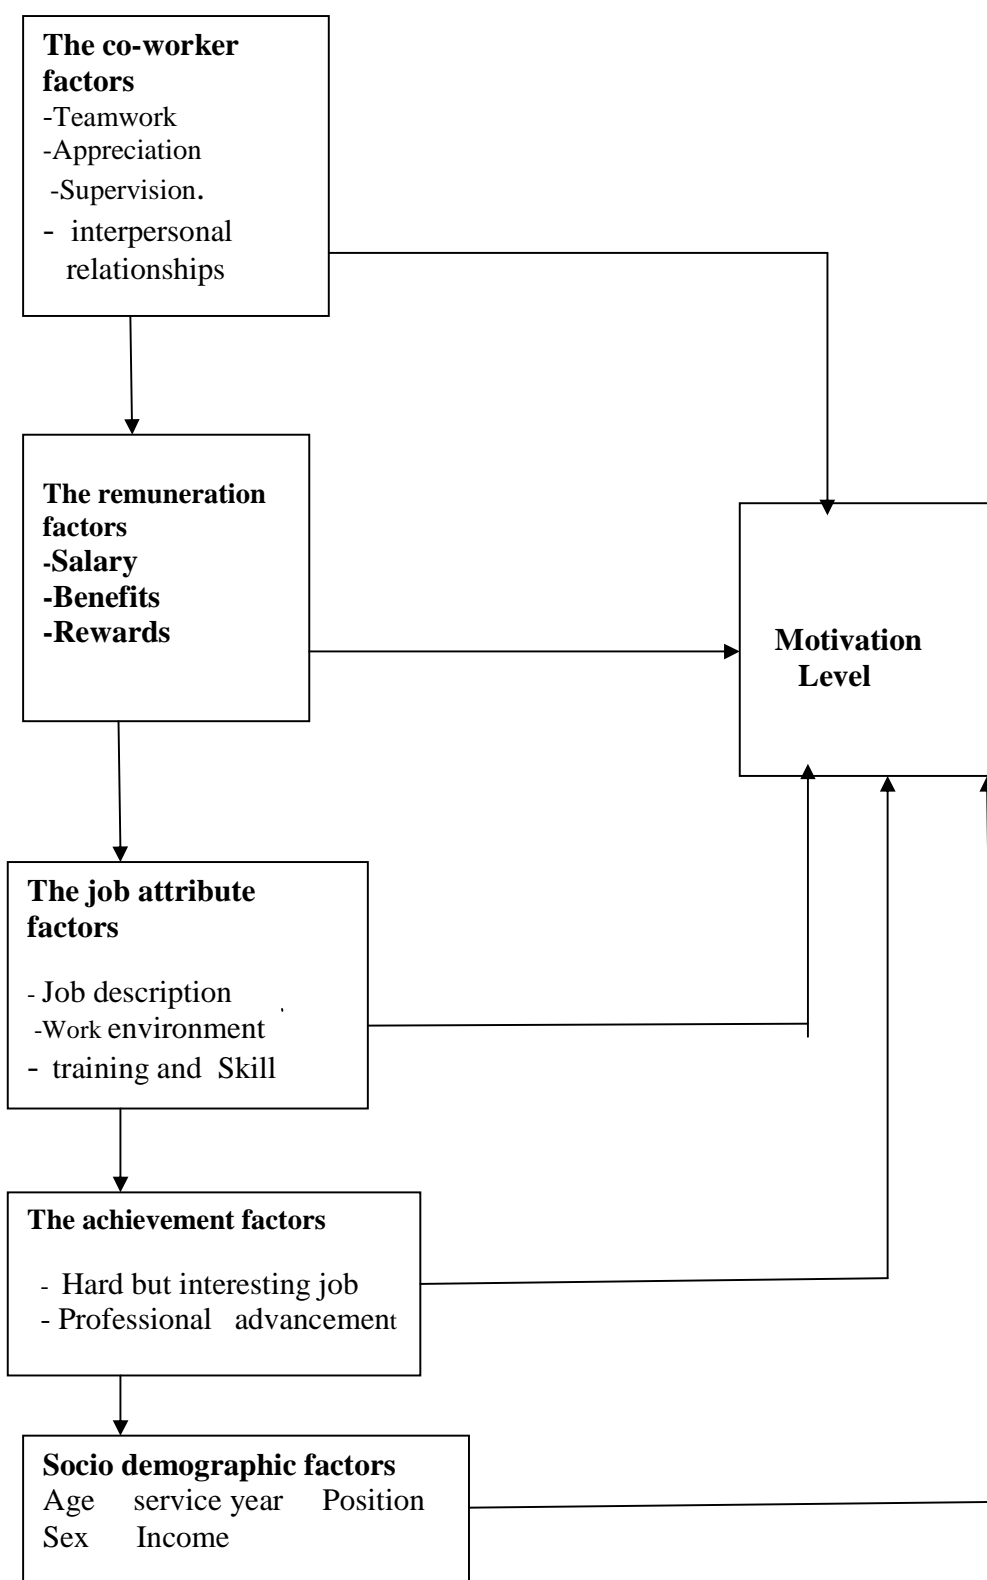 The co-worker
factors
-Teamwork
-Appreciation
-Supervision.
- interpersonal
relationships
The remuneration
factors
-Salary
-Benefits
-Rewards
Motivation
Level
The job attribute
factors
- Job description
-Work environment
- training and Skill
The achievement factors
- Hard but interesting job
- Professional advancement
Socio demographic factors
Age service year Position
Sex Income